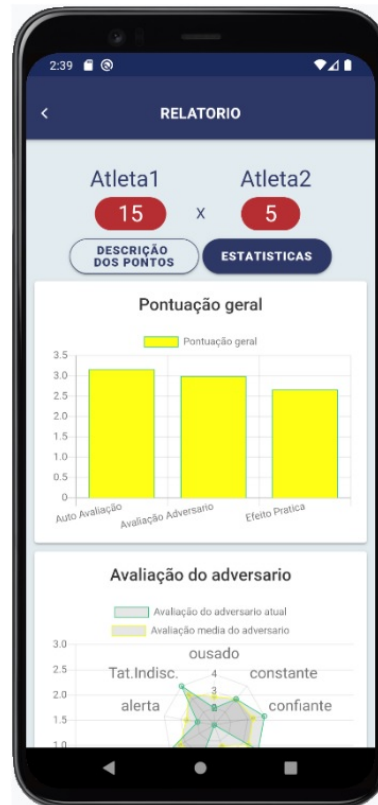 2:39
RELATORIO
Atleta1 Atleta2
15 x 5
DESCRIÇÃO
DOS PONTOS
ESTATISTICAS
Pontuação geral
Pontuação geral
3.5
3.0
2.5
2.0
1.5
1.0
0.5
0
Auto Avaliação
Avaliação Adversario
Efeito Pratica
Avaliação do adversario
Avaliação do adversario atual
Avaliação media do adversario
3.0
2.5
2.0
1.5
1.0
ousado
Tat.Indisc.
constante
alerta
confiante
4
3